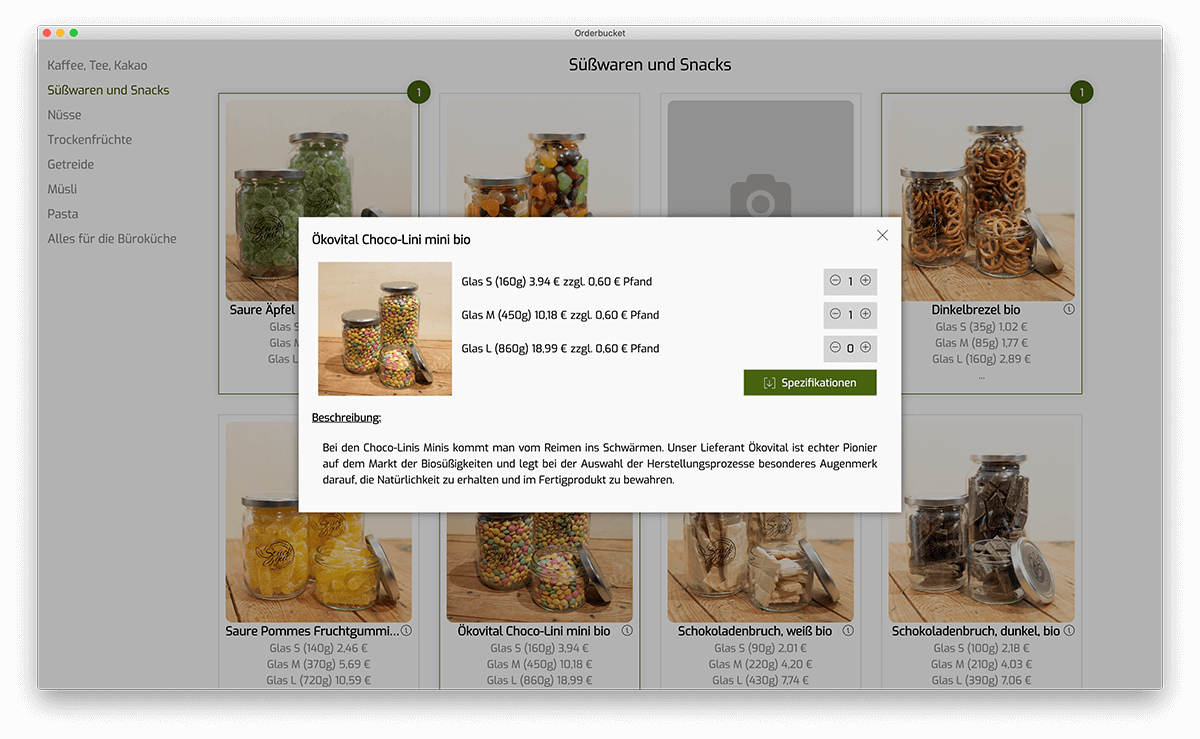 Orderbucket
Kaffee, Tee, Kakao
Süßwaren und Snacks
Nüsse
Trockenfrüchte
Getreide
Müsli
Pasta
Alles für die Büroküche
Süßwaren und Snacks
1
1
Saure Äpfel
Glas S
Glas M
Glas L
Dinkelbrezel bio
Glas S (35g) 1,02 €
Glas M (85g) 1,77 €
Glas L (160g) 2,89 €
...
Ökovital Choco-Lini mini bio
Glas S (160g) 3,94 € zzgl. 0,60 € Pfand
1
Glas M (450g) 10,18 € zzgl. 0,60 € Pfand
1
Glas L (860g) 18,99 € zzgl. 0,60 € Pfand
0
Spezifikationen
Beschreibung:
Bei den Choco-Linis Minis kommt man vom Reimen ins Schwärmen. Unser Lieferant Ökovital ist echter Pionier
auf dem Markt der Biosüßigkeiten und legt bei der Auswahl der Herstellungsprozesse besonderes Augenmerk
darauf, die Natürlichkeit zu erhalten und im Fertigprodukt zu bewahren.
Saure Pommes Fruchtgummi...
Glas S (140g) 2,46 €
Glas M (370g) 5,69 €
Glas L (720g) 10,59 €
Ökovital Choco-Lini mini bio
Glas S (160g) 3,94 €
Glas M (450g) 10,18 €
Glas L (860g) 18,99 €
Schokoladenbruch, weiß bio
Glas S (90g) 2,01 €
Glas M (220g) 4,20 €
Glas L (430g) 7,74 €
Schokoladenbruch, dunkel, bio
Glas S (100g) 2,18 €
Glas M (210g) 4,03 €
Glas L (390g) 7,06 €